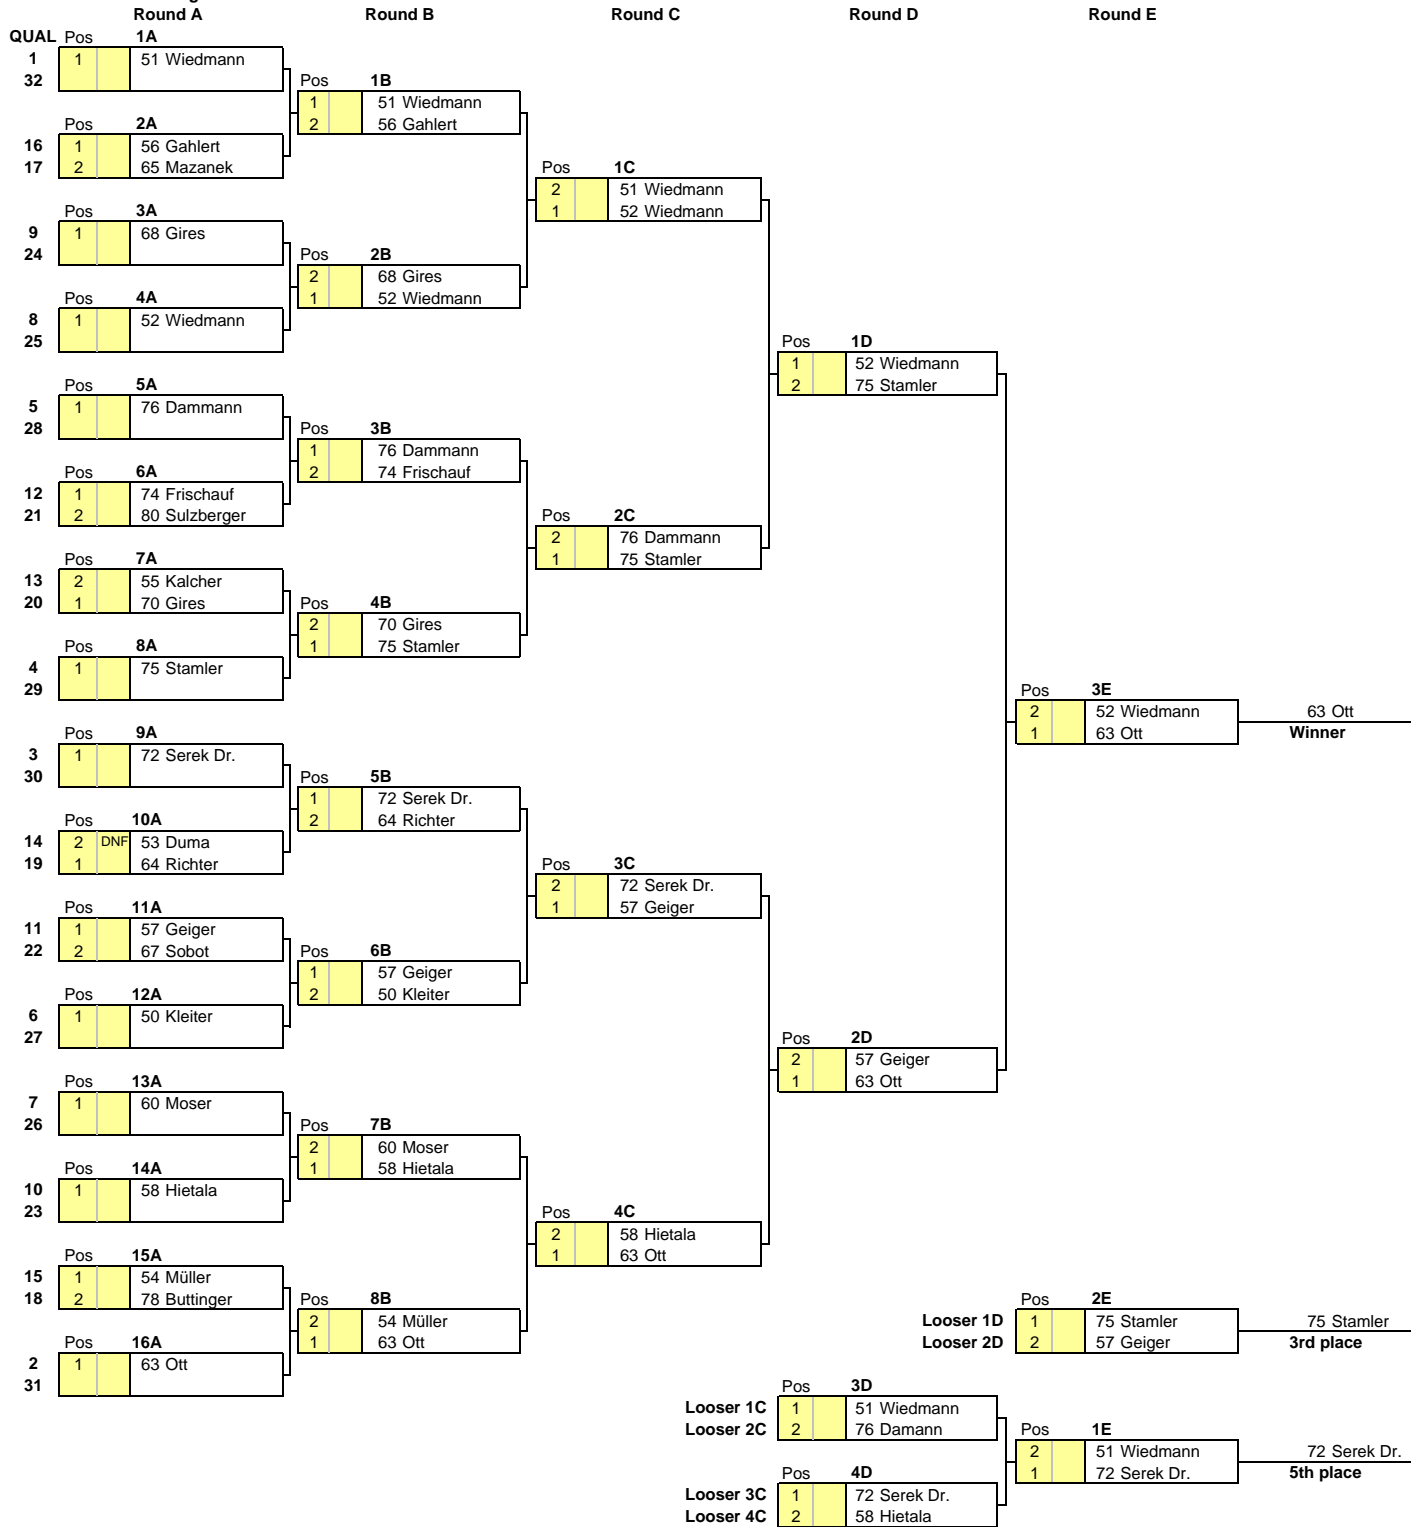 Round A Round B Round C Round D Round E
QUAL Pos 1A
1 1 51 Wiedmann
32
Pos 2A
16 1 56 Gahlert
17 2 65 Mazanek
Pos 3A
9 1 68 Gires
24
Pos 4A
8 1 52 Wiedmann
25
Pos 5A
5 1 76 Dammann
28
Pos 6A
12 1 74 Frischauf
21 2 80 Sulzberger
Pos 7A
13 2 55 Kalcher
20 1 70 Gires
Pos 8A
4 1 75 Stamler
29
Pos 9A
3 1 72 Serek Dr.
30
Pos 10A
14 2 DNF 53 Duma
19 1 64 Richter
Pos 11A
11 1 57 Geiger
22 2 67 Sobot
Pos 12A
6 1 50 Kleiter
27
Pos 13A
7 1 60 Moser
26
Pos 14A
10 1 58 Hietala
23
Pos 15A
15 1 54 Müller
18 2 78 Buttinger
Pos 16A
2 1 63 Ott
31
Pos 1B
1 51 Wiedmann
2 56 Gahlert
Pos 2B
2 68 Gires
1 52 Wiedmann
Pos 3B
1 76 Dammann
2 74 Frischauf
Pos 4B
2 70 Gires
1 75 Stamler
Pos 5B
1 72 Serek Dr.
2 64 Richter
Pos 6B
1 57 Geiger
2 50 Kleiter
Pos 7B
2 60 Moser
1 58 Hietala
Pos 8B
2 54 Müller
1 63 Ott
Pos 1C
2 51 Wiedmann
1 52 Wiedmann
Pos 2C
2 76 Dammann
1 75 Stamler
Pos 3C
2 72 Serek Dr.
1 57 Geiger
Pos 4C
2 58 Hietala
1 63 Ott
Pos 1D
1 52 Wiedmann
2 75 Stamler
Pos 2D
2 57 Geiger
1 63 Ott
Pos 3D
Looser 1C 1 51 Wiedmann
Looser 2C 2 76 Damann
Pos 4D
Looser 3C 1 72 Serek Dr.
Looser 4C 2 58 Hietala
Pos 3E
2 52 Wiedmann 63 Ott
1 63 Ott Winner
Pos 2E
Looser 1D 1 75 Stamler 75 Stamler
Looser 2D 2 57 Geiger 3rd place
Pos 1E
2 51 Wiedmann 72 Serek Dr.
1 72 Serek Dr. 5th place